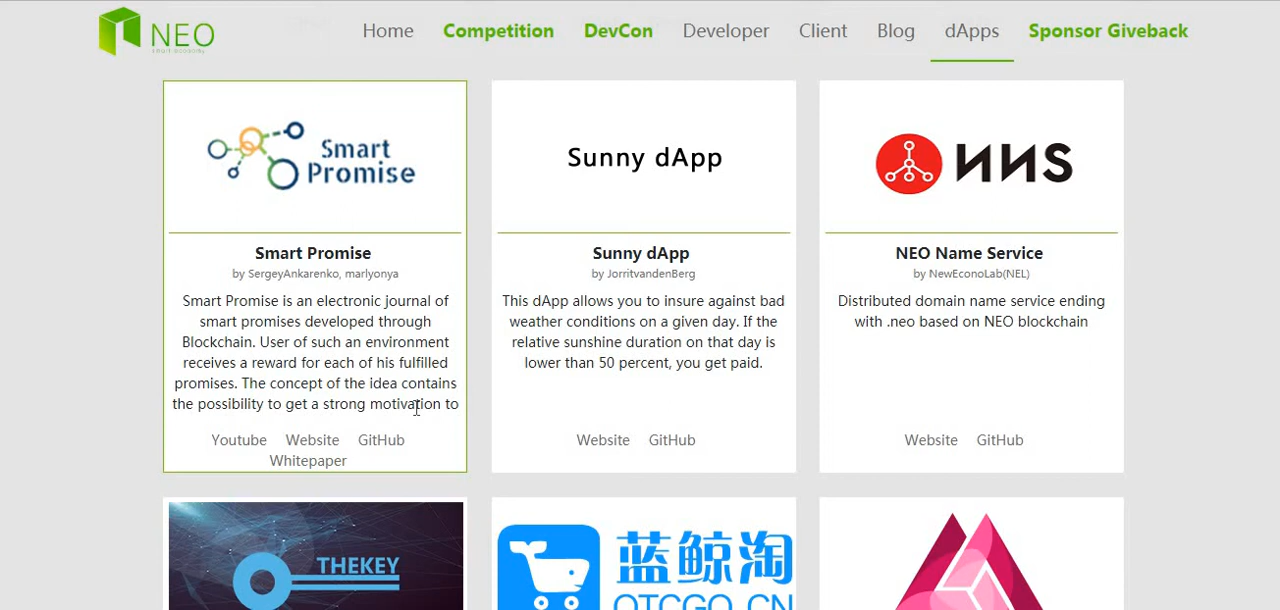 NEO
smart economy
Home
Competition
DevCon
Developer
Client
Blog
dApps
Sponsor Giveback
Smart
Promise
Smart Promise
by SergeyAnkarenko, marlyonya
Smart Promise is an electronic journal of
smart promises developed through
Blockchain. User of such an environment
receives a reward for each of his fulfilled
promises. The concept of the idea contains
the possibility to get a strong motivation to
Youtube Website GitHub
Whitepaper
Sunny dApp
Sunny dApp
by JorritvandenBerg
This dApp allows you to insure against bad
weather conditions on a given day. If the
relative sunshine duration on that day is
lower than 50 percent, you get paid.
Website GitHub
NNS
NEO Name Service
by NewEconoLab(NEL)
Distributed domain name service ending
with .neo based on NEO blockchain
Website GitHub
THEKEY
蓝鲸淘
OTCGO.CN